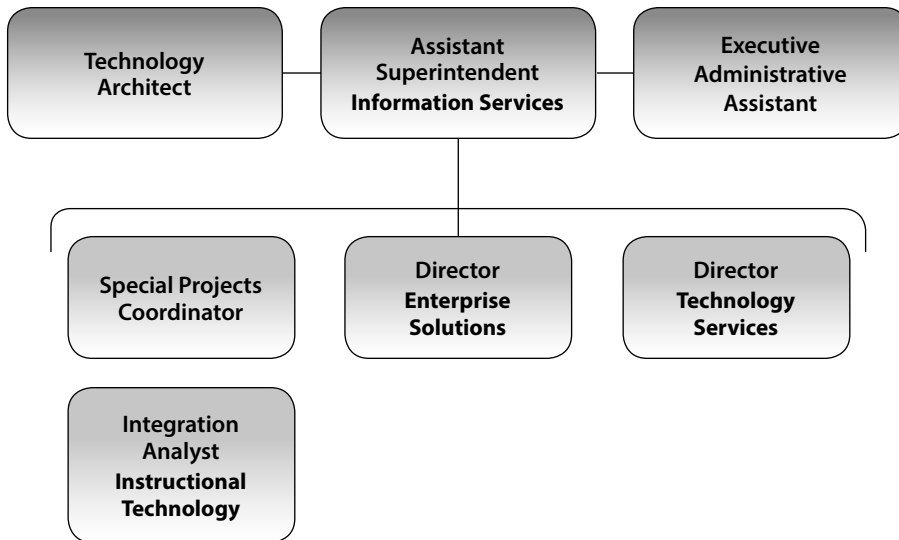 Technology
Architect
Assistant
Superintendent
Information Services
Executive
Administrative
Assistant
Special Projects
Coordinator
Director
Enterprise
Solutions
Director
Technology
Services
Integration
Analyst
Instructional
Technology